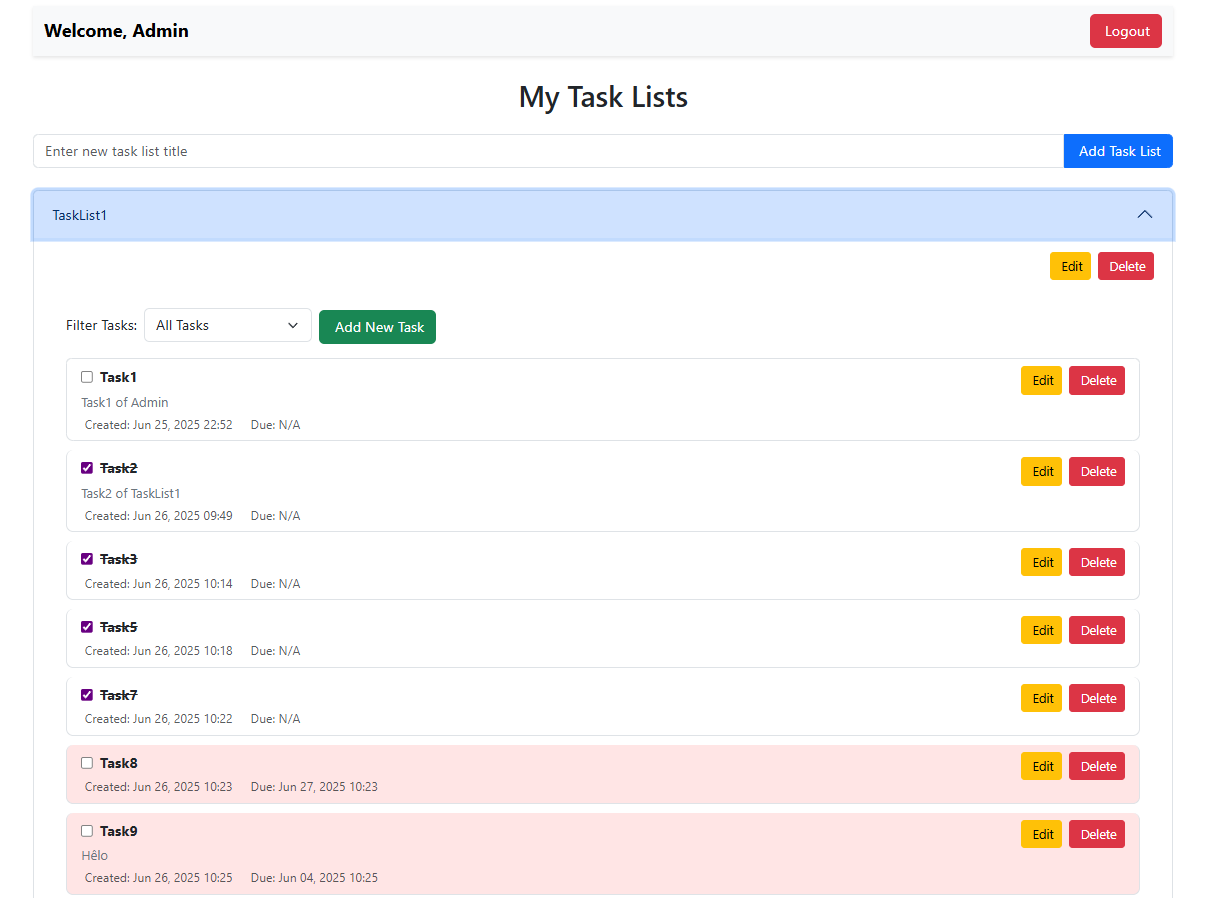 Welcome, Admin Logout
My Task Lists
Enter new task list title Add Task List
TaskList1
Edit Delete
Filter Tasks: All Tasks Add New Task
Task1 Edit Delete
Task1 of Admin
Created: Jun 25, 2025 22:52 Due: N/A
Task2 Edit Delete
Task2 of TaskList1
Created: Jun 26, 2025 09:49 Due: N/A
Task3 Edit Delete
Created: Jun 26, 2025 10:14 Due: N/A
Task5 Edit Delete
Created: Jun 26, 2025 10:18 Due: N/A
Task7 Edit Delete
Created: Jun 26, 2025 10:22 Due: N/A
Task8 Edit Delete
Created: Jun 26, 2025 10:23 Due: Jun 27, 2025 10:23
Task9 Edit Delete
Hêlo
Created: Jun 26, 2025 10:25 Due: Jun 04, 2025 10:25